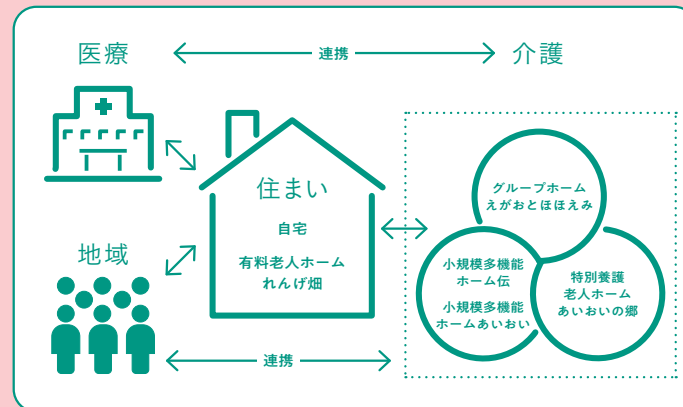 医療
連携
介護
住まい
自宅
有料老人ホーム
れんげ畑
地域
グループホーム
えがおとほほえみ
小規模多機能
ホーム伝
小規模多機能
ホームあいおい
特別養護
老人ホーム
あいおいの郷
連携